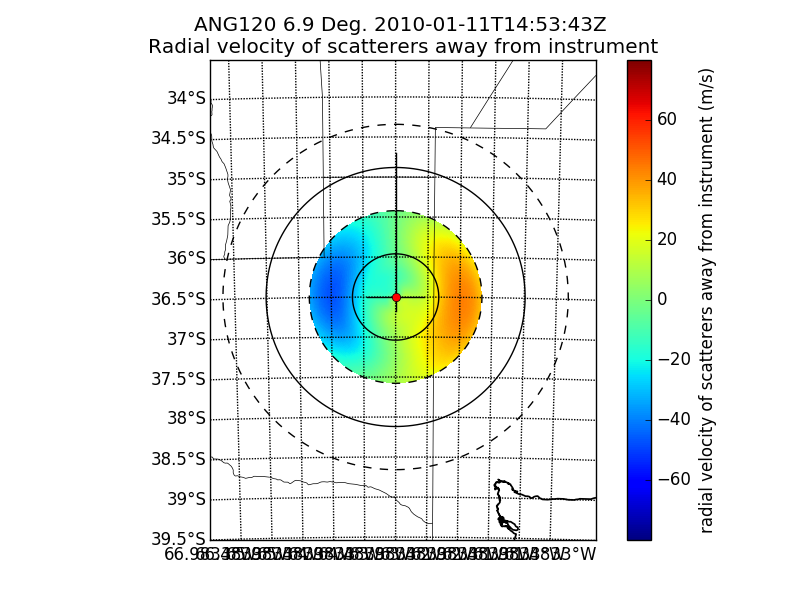 ANG120 6.9 Deg. 2010-01-11T14:53:43Z
Radial velocity of scatterers away from instrument
34°S
34.5°S
35°S
35.5°S
36°S
36.5°S
37°S
37.5°S
38°S
38.5°S
39°S
39.5°S
60
40
20
0
−20
−40
−60
radial velocity of scatterers away from instrument (m/s)